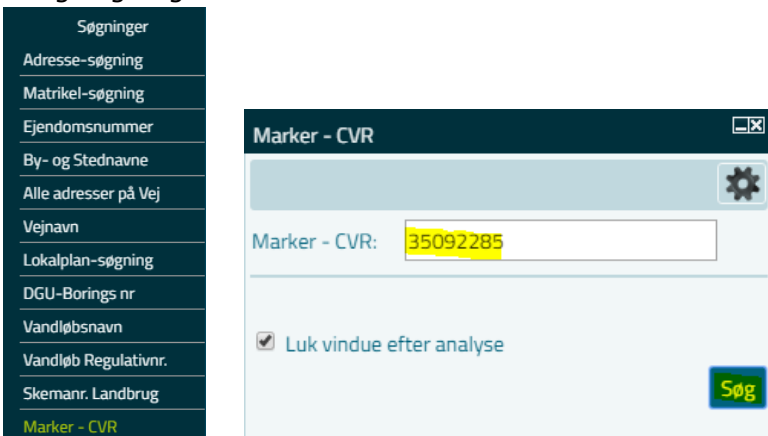 Søgninger
Adresse-søgning
Matrikel-søgning
Ejendomsnummer
By- og Stednavne
Alle adresser på Vej
Vejnavn
Lokalplan-søgning
DGU-Borings nr
Vandløbsnavn
Vandløb Regulativnr.
Skemanr. Landbrug
Marker - CVR
Marker - CVR
Marker - CVR: 35092285
Luk vindue efter analyse
Søg